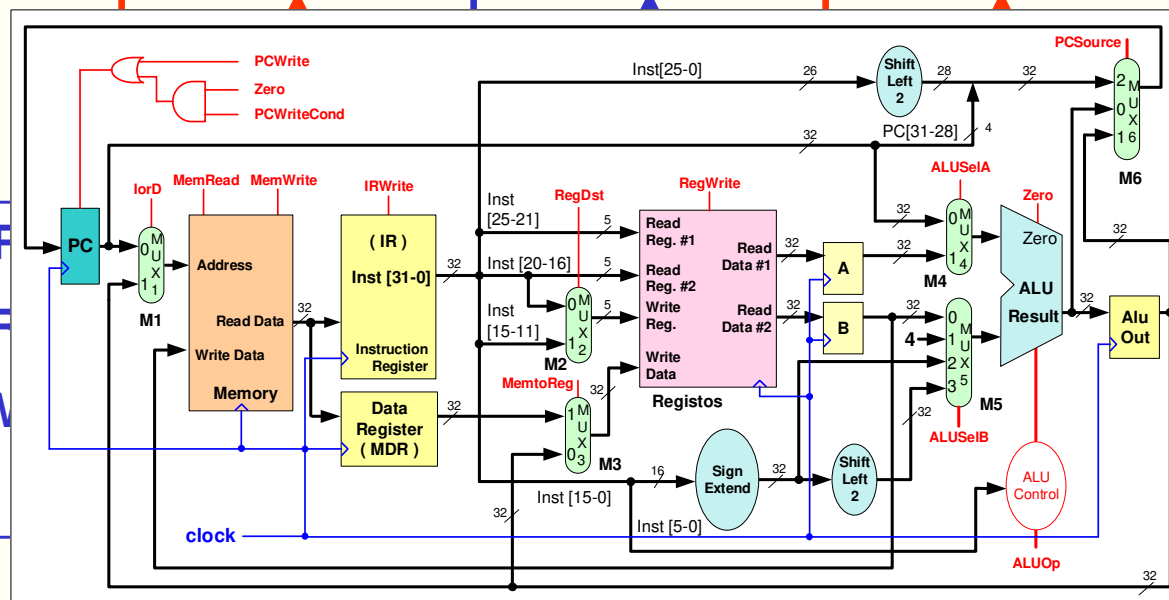 PCWrite
Zero
PCWriteCond
Inst[25-0]
26
Shift
Left
2
28
32
PCSource
2
0
1
M
U
X
6
M6
PC[31-28]
4
32
PC
IorD
0
1
M
U
X
1
M1
MemRead
MemWrite
Address
Read Data
Write Data
Memory
32
IRWrite
( IR )
Inst [31-0]
Instruction
Register
32
Data
Register
( MDR )
32
Inst
[25-21]
5
Inst [20-16]
5
Inst
[15-11]
RegDst
0
1
M
U
X
2
M2
5
MemtoReg
1
0
M
U
X
3
M3
32
RegWrite
Read
Reg. #1
Read
Reg. #2
Write
Reg.
Write
Data
Read
Data #1
Read
Data #2
Registos
32
32
A
B
32
32
ALUSelA
0
1
M
U
X
4
M4
32
4
0
1
2
3
M
U
X
5
M5
ALUSelB
32
Zero
Zero
ALU
Result
32
Alu
Out
32
Inst [15-0]
16
Sign
Extend
32
Shift
Left
2
Inst [5-0]
ALU
Control
ALUOp
clock
32
32